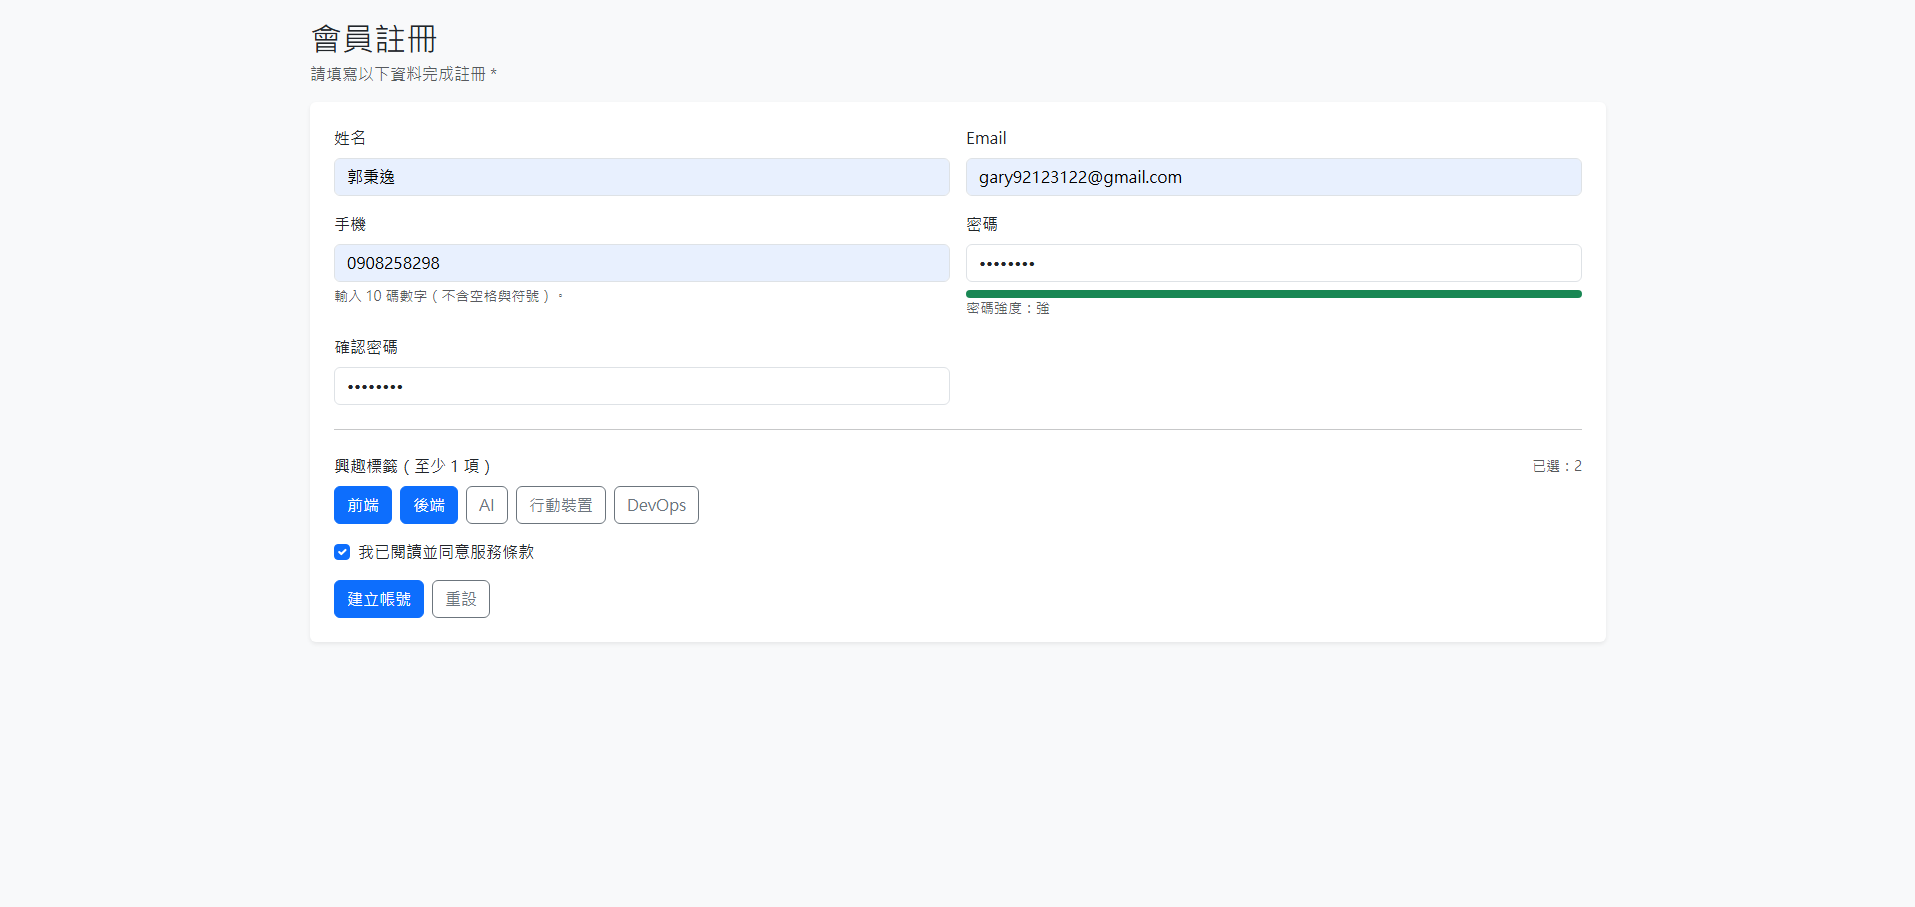 會員註冊
請填寫以下資料完成註冊 *
姓名
郭秉逸
Email
gary92123122@gmail.com
手機
0908258298
輸入 10 碼數字（不含空格與符號）。
密碼
••••••••
密碼強度：強
確認密碼
••••••••
興趣標籤（至少 1 項）
已選：2
前端 後端 AI 行動裝置 DevOps
我已閱讀並同意服務條款
建立帳號 重設